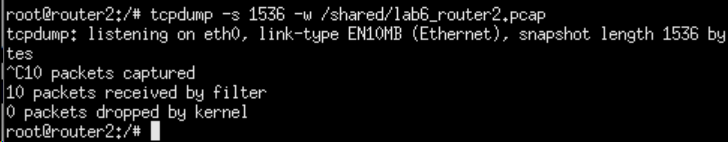 root@router2:/# tcpdump -s 1536 -w /shared/lab6_router2.pcap
tcpdump: listening on eth0, link-type EN10MB (Ethernet), snapshot length 1536 by
tes
^C10 packets captured
10 packets received by filter
0 packets dropped by kernel
root@router2:/#